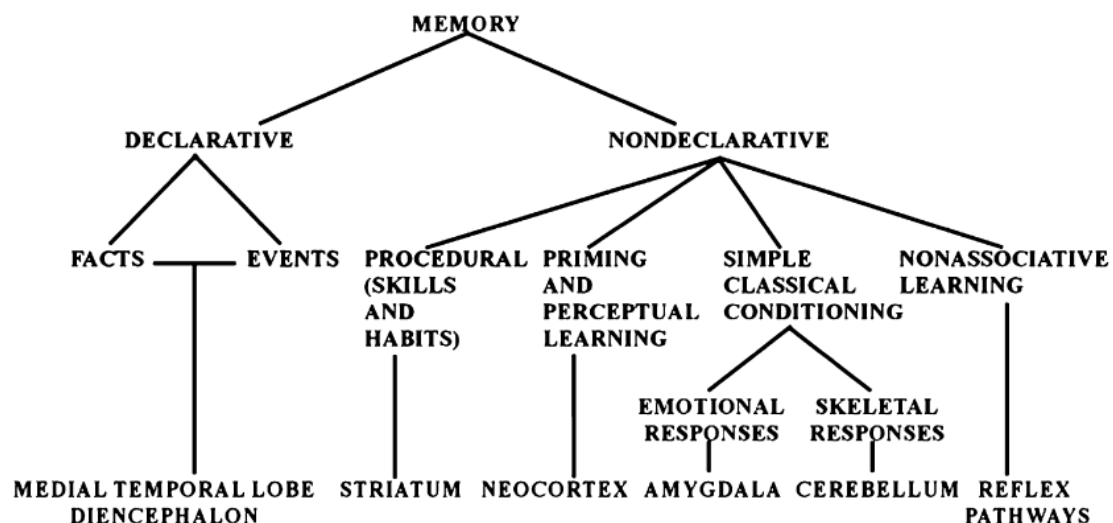 MEMORY
DECLARATIVE
NONDECLARATIVE
FACTS
EVENTS
PROCEDURAL
(SKILLS
AND
HABITS)
PRIMING
AND
PERCEPTUAL
LEARNING
SIMPLE
CLASSICAL
CONDITIONING
NONASSOCIATIVE
LEARNING
EMOTIONAL
RESPONSES
SKELETAL
RESPONSES
MEDIAL TEMPORAL LOBE
DIENCEPHALON
STRIATUM
NEOCORTEX
AMYGDALA
CEREBELLUM
REFLEX
PATHWAYS